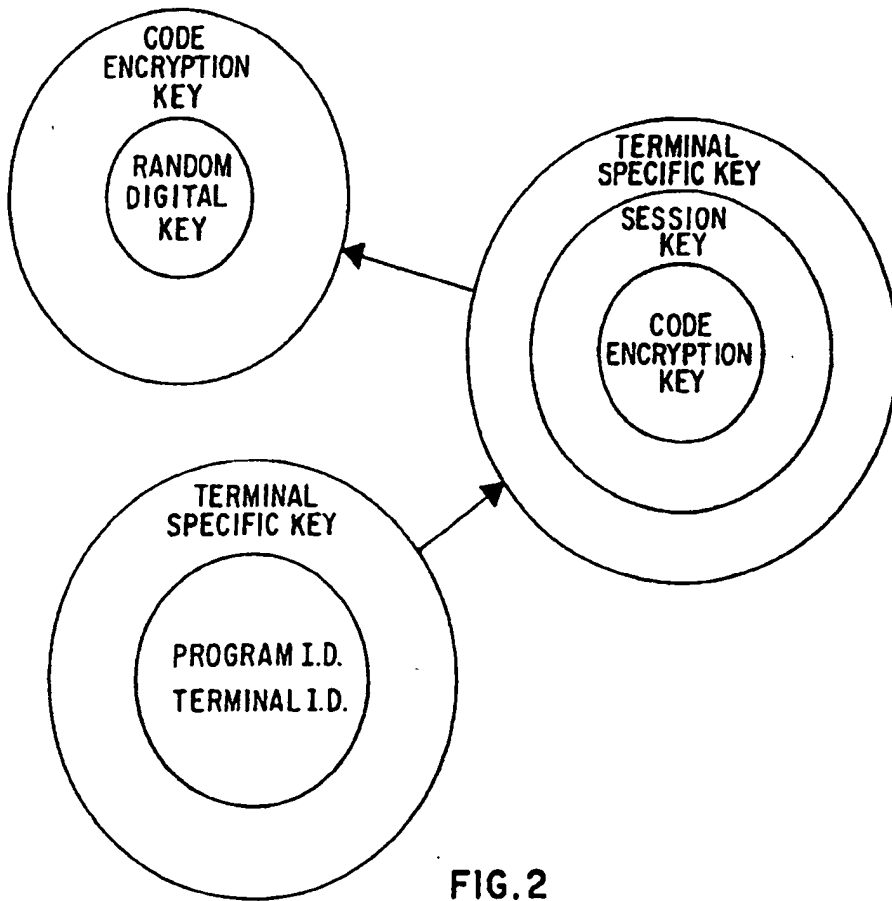 CODE
ENCRYPTION
KEY
RANDOM
DIGITAL
KEY
TERMINAL
SPECIFIC KEY
SESSION
KEY
CODE
ENCRYPTION
KEY
TERMINAL
SPECIFIC KEY
PROGRAM I.D.
TERMINAL I.D.
FIG.2